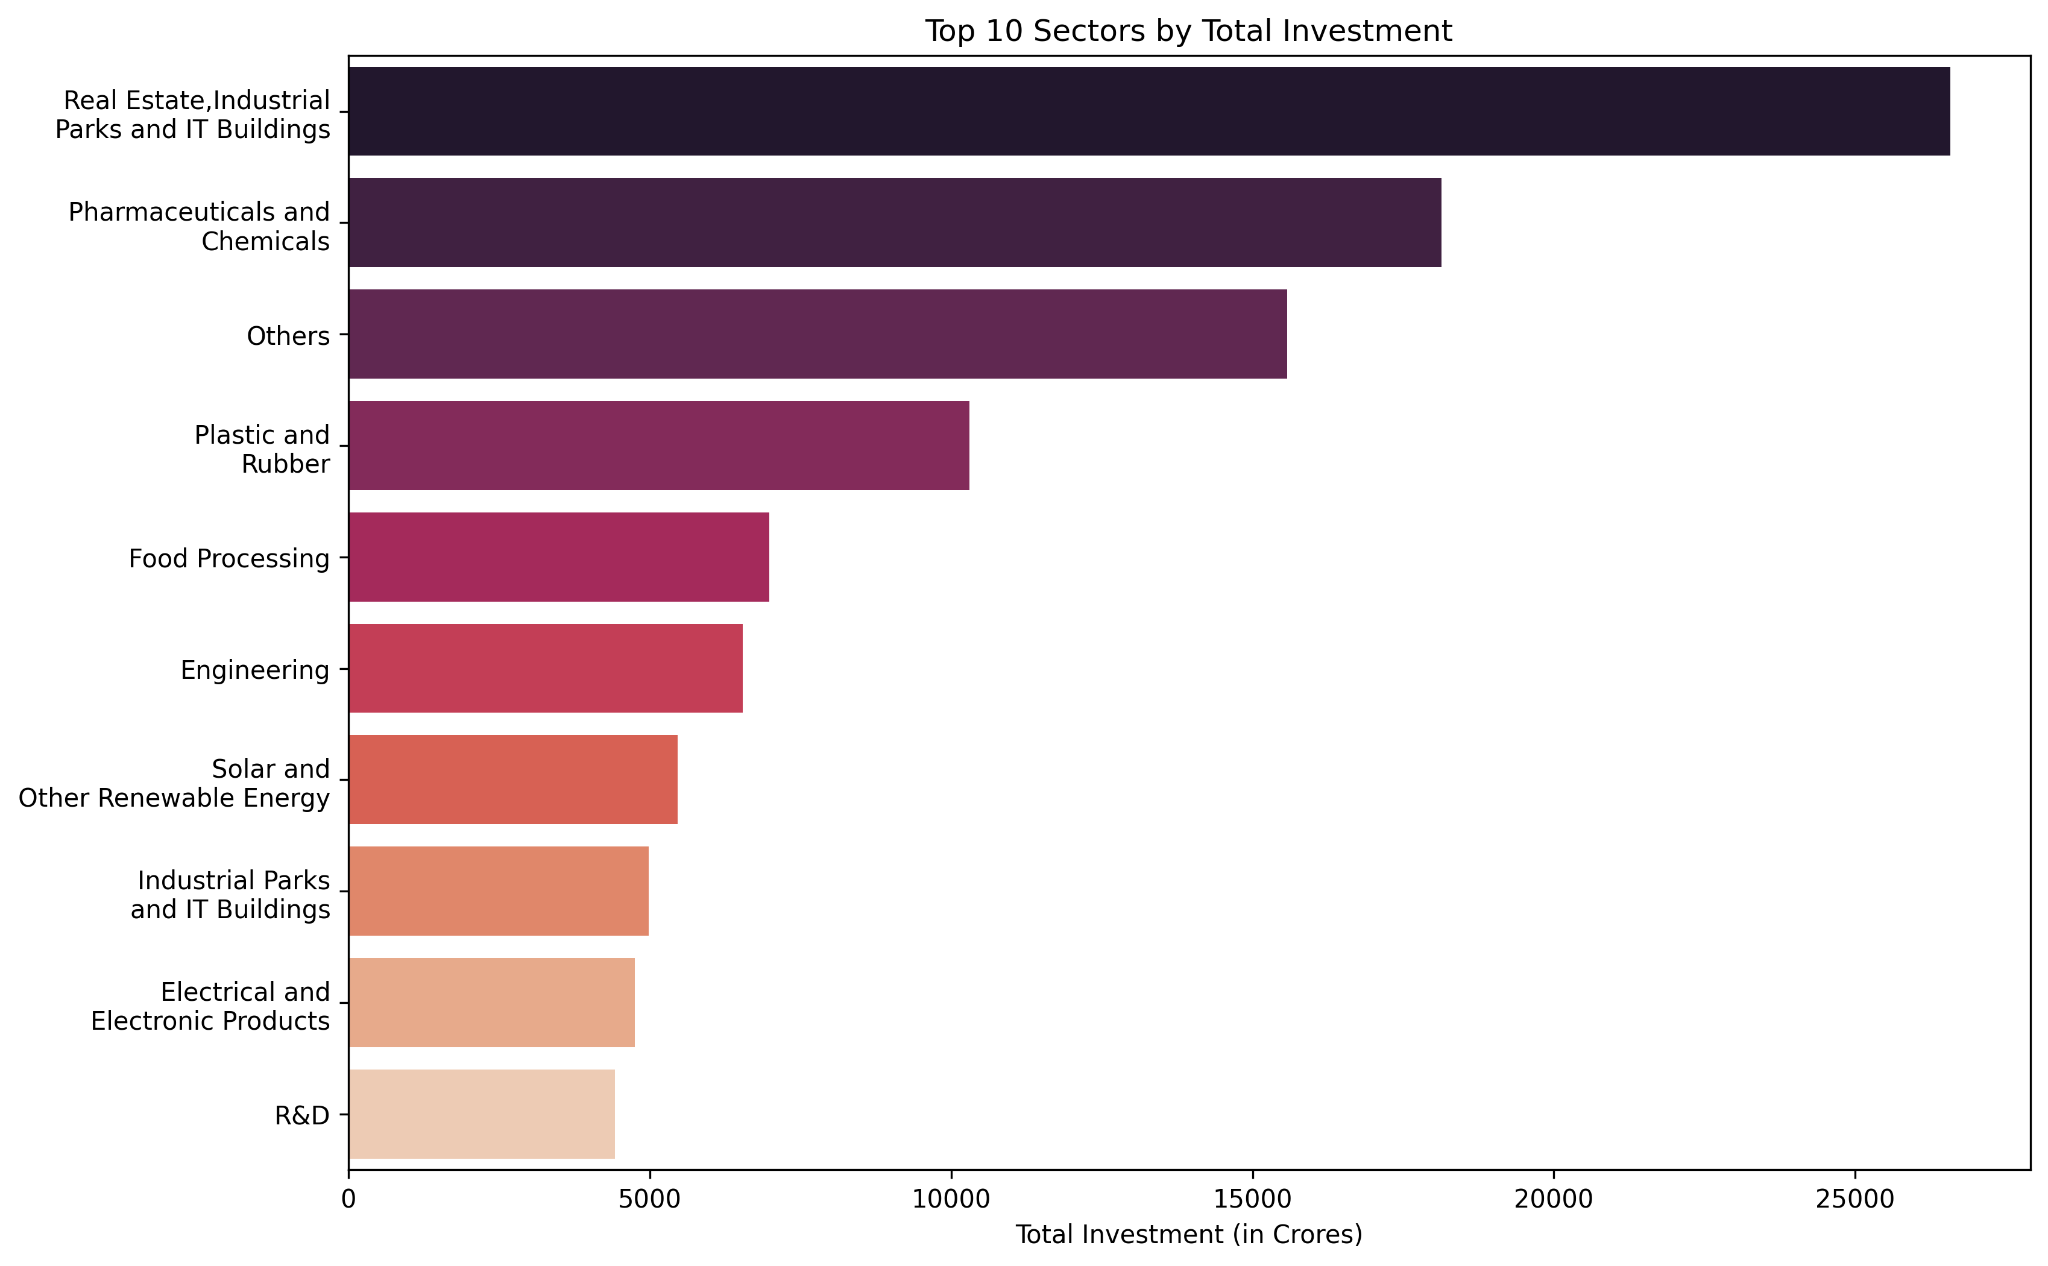 Top 10 Sectors by Total Investment
Real Estate,Industrial
Parks and IT Buildings
Pharmaceuticals and
Chemicals
Others
Plastic and
Rubber
Food Processing
Engineering
Solar and
Other Renewable Energy
Industrial Parks
and IT Buildings
Electrical and
Electronic Products
R&D
0 5000 10000 15000 20000 25000
Total Investment (in Crores)